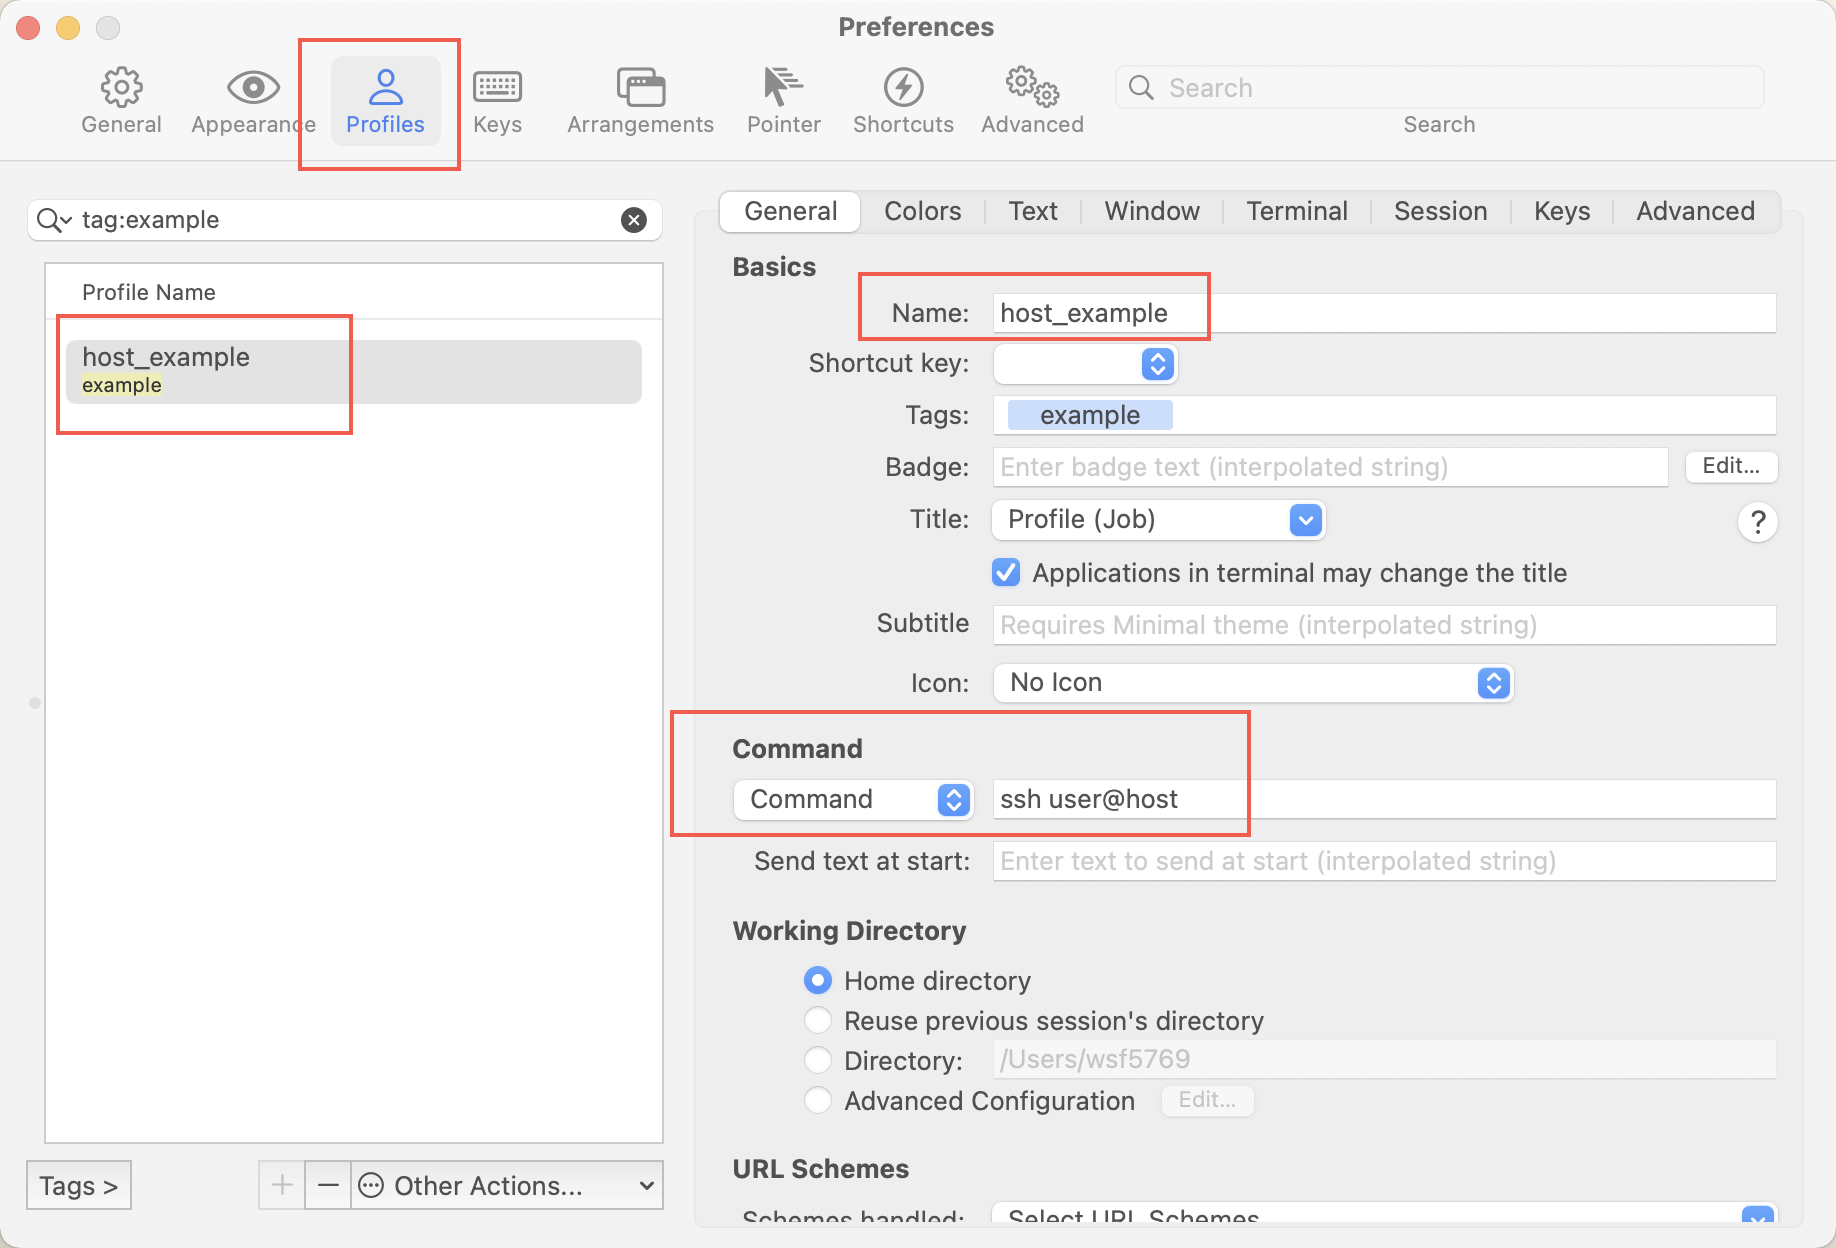 Preferences
General Appearance Profiles Keys Arrangements Pointer Shortcuts Advanced Search
Search
tag:example
Profile Name
host_example
example
General Colors Text Window Terminal Session Keys Advanced
Basics
Name: host_example
Shortcut key:
Tags: example
Badge: Enter badge text (interpolated string) Edit...
Title: Profile (Job) ?
Applications in terminal may change the title
Subtitle Requires Minimal theme (interpolated string)
Icon: No Icon
Command
Command ssh user@host
Send text at start: Enter text to send at start (interpolated string)
Working Directory
Home directory
Reuse previous session's directory
Directory: /Users/wsf5769
Advanced Configuration Edit...
URL Schemes
Schemes handled: Select URL Schemes
Tags > + − Other Actions...